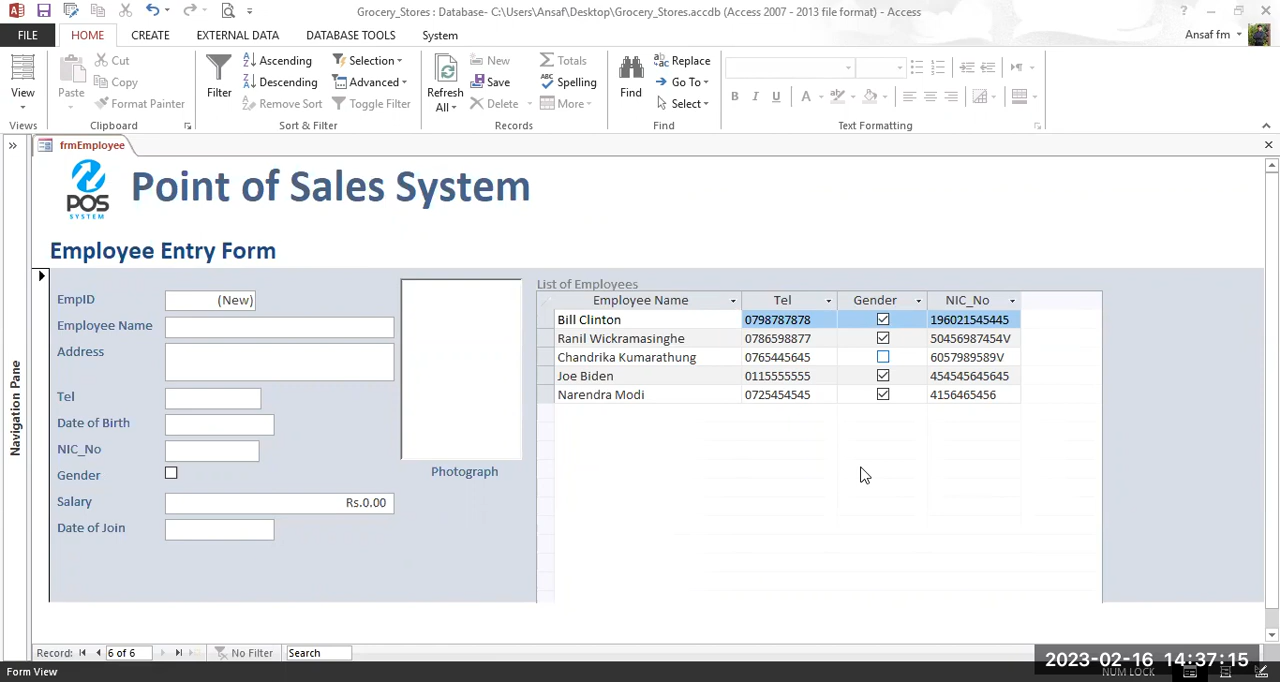 Grocery_Stores : Database- C:\Users\Ansaf\Desktop\Grocery_Stores.accdb (Access 2007 - 2013 file format) - Access
FILE HOME CREATE EXTERNAL DATA DATABASE TOOLS System Ansaf fm
View
Views
Paste
Cut
Copy
Format Painter
Clipboard
Filter
Ascending
Descending
Remove Sort
Selection
Advanced
Toggle Filter
Sort & Filter
Refresh
All
New
Save
Delete
Totals
Spelling
More
Records
Find
Replace
Go To
Select
Find
B I U A
Text Formatting
frmEmployee
Navigation Pane
POS
SYSTEM
Point of Sales System
Employee Entry Form
EmpID (New)
Employee Name
Address
Tel
Date of Birth
NIC_No
Gender
Salary Rs.0.00
Date of Join
Photograph
List of Employees
Employee Name Tel Gender NIC_No
Bill Clinton 0798787878 196021545445
Ranil Wickramasinghe 0786598877 50456987454V
Chandrika Kumarathung 0765445645 6057989589V
Joe Biden 0115555555 454545645645
Narendra Modi 0725454545 4156465456
Record: 6 of 6 No Filter Search
Form View
NUM LOCK
2023-02-16 14:37:15